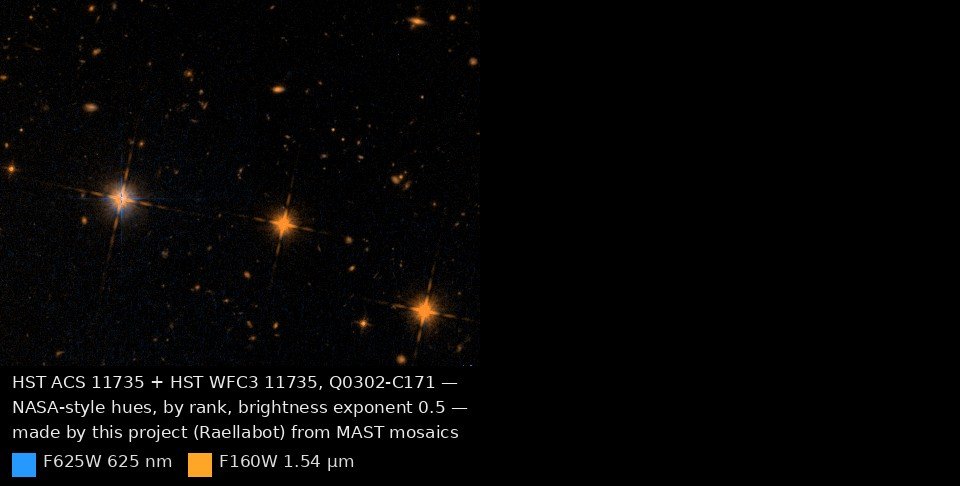 HST ACS 11735 + HST WFC3 11735, Q0302-C171 —
NASA-style hues, by rank, brightness exponent 0.5 —
made by this project (Raellabot) from MAST mosaics
F625W 625 nm F160W 1.54 µm